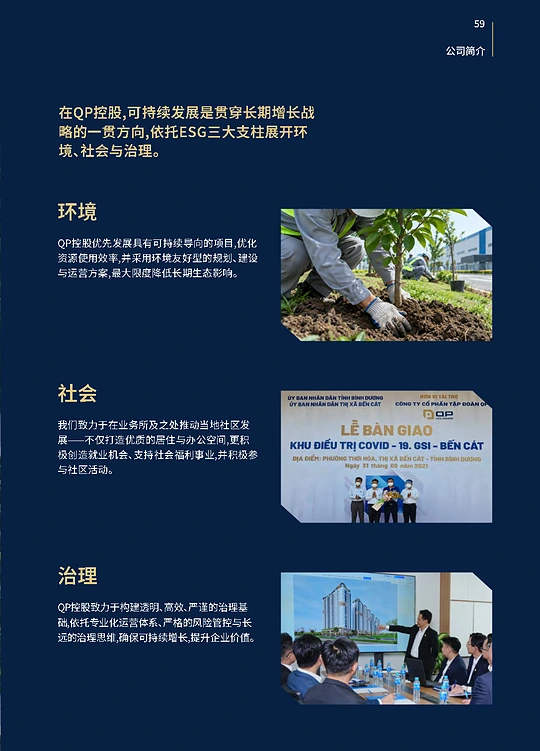 59
公司简介
在QP控股,可持续发展是贯穿长期增长战
略的一贯方向,依托ESG三大支柱展开环
境、社会与治理。
环境
QP控股优先发展具有可持续导向的项目,优化
资源使用效率,并采用环境友好型的规划、建设
与运营方案,最大限度降低长期生态影响。
社会
我们致力于在业务所及之处推动当地社区发
展——不仅打造优质的居住与办公空间,更积
极创造就业机会、支持社会福利事业,并积极参
与社区活动。
ỦY BAN NHÂN DÂN TỈNH BÌNH DƯƠNG
ỦY BAN NHÂN DÂN THỊ XÃ BẾN CÁT
ĐƠN VỊ TÀI TRỢ
CÔNG TY CỔ PHẦN TẬP ĐOÀN QP
QP
HOLDINGS
LỄ BÀN GIAO
KHU ĐIỀU TRỊ COVID - 19. GSI - BẾN CÁT
ĐỊA ĐIỂM: PHƯỜNG THỚI HÒA, THỊ XÃ BẾN CÁT - TỈNH BÌNH DƯƠNG
Ngày 31 tháng 08 năm 2021
治理
QP控股致力于构建透明、高效、严谨的治理基
础,依托专业化运营体系、严格的风险管控与长
远的治理思维,确保可持续增长,提升企业价值。